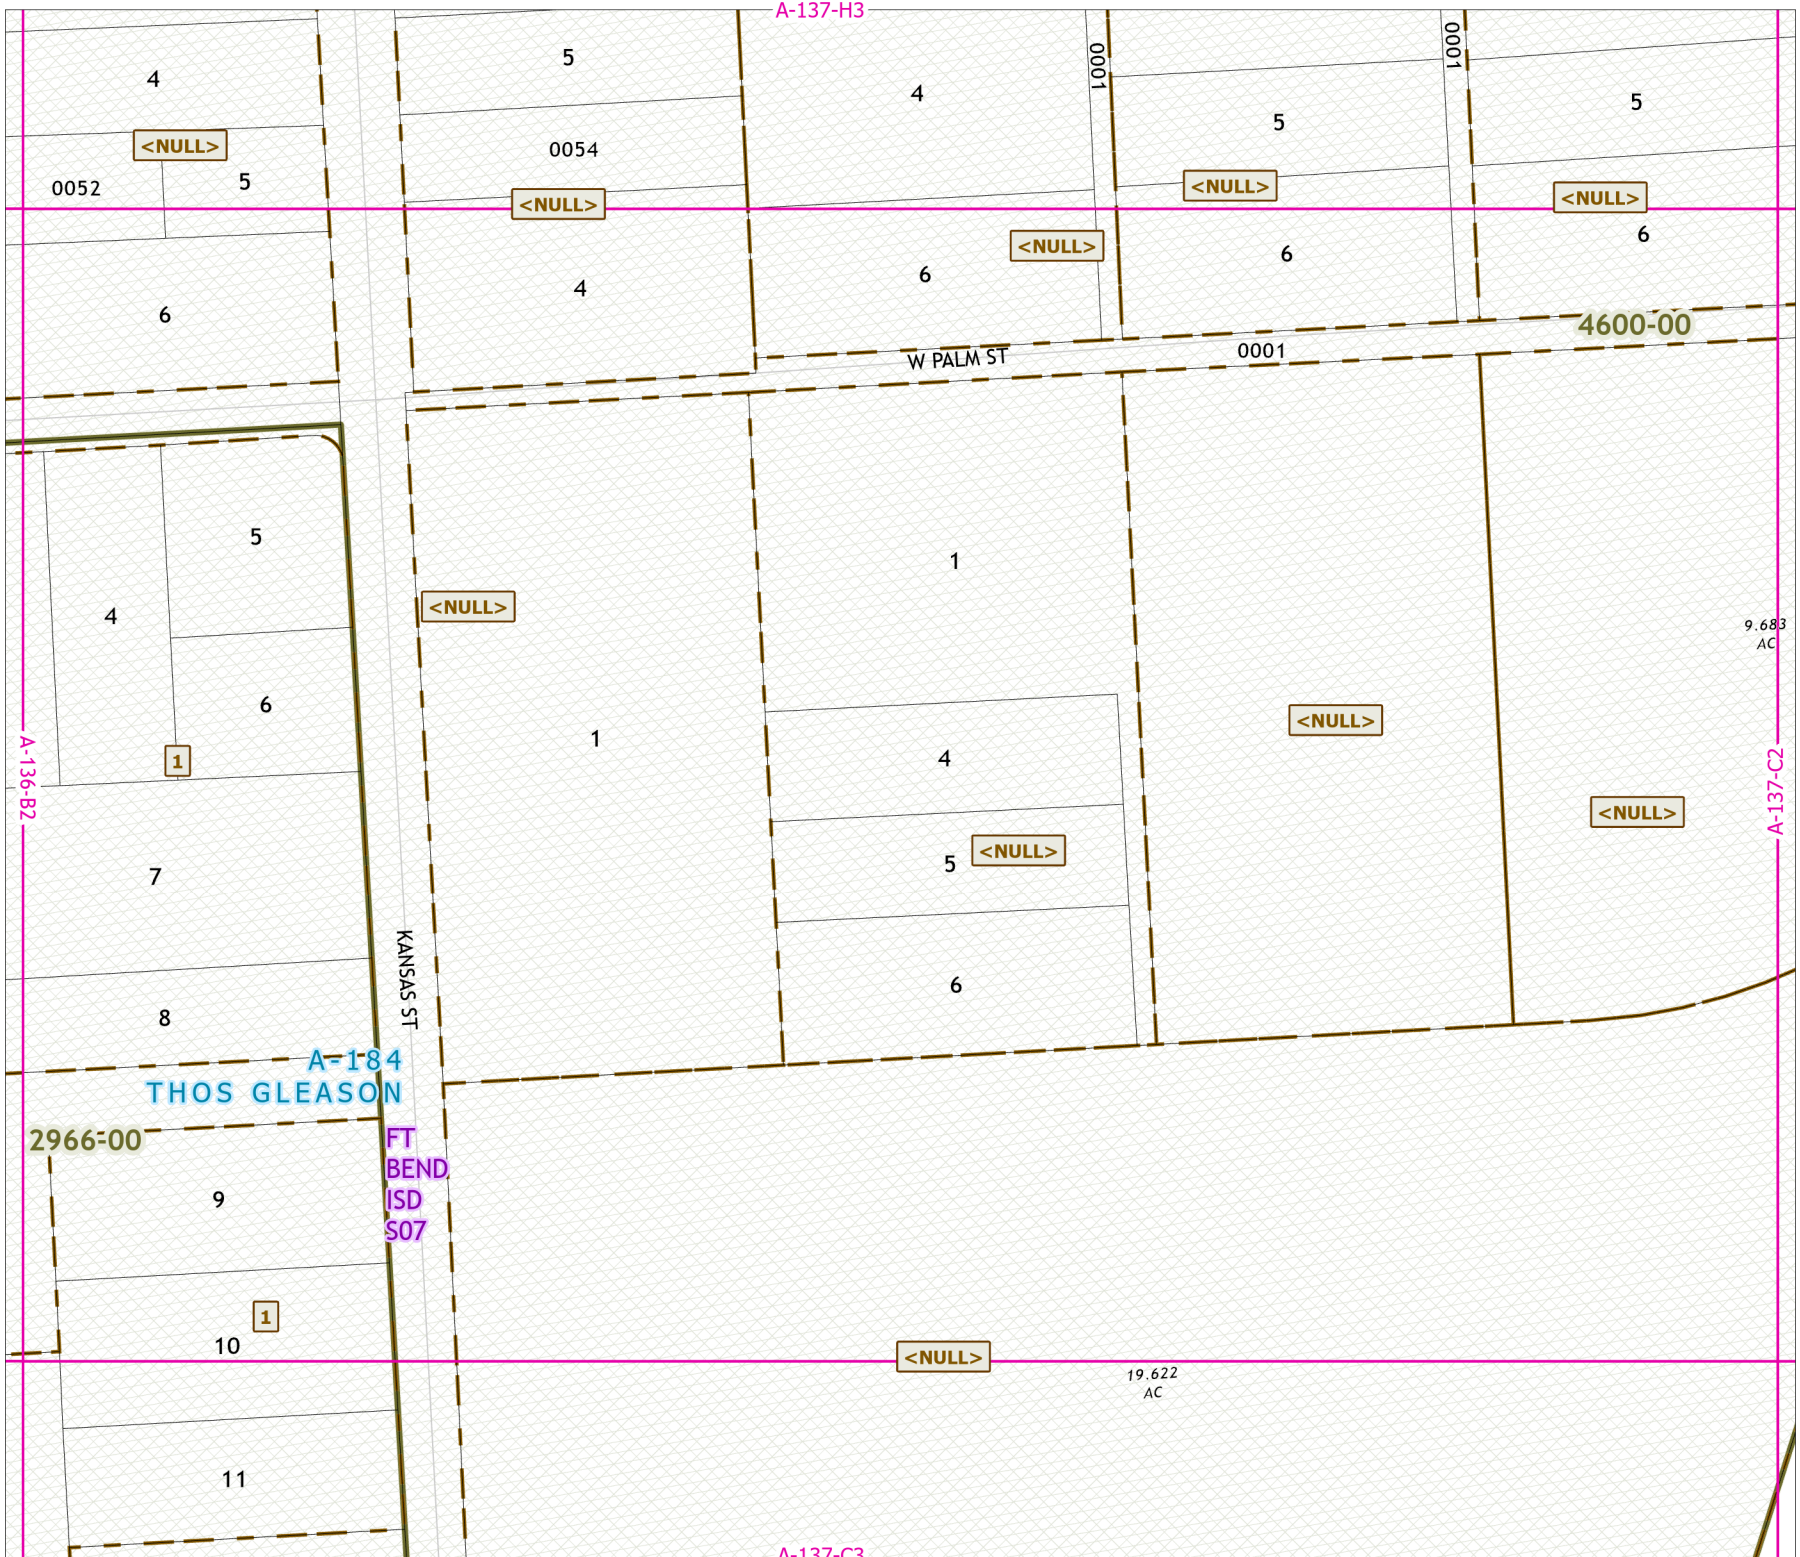 A-137-H3
0001
0001
5
4
4
5
5
<NULL>
0054
5
0052
<NULL>
<NULL>
<NULL>
<NULL>
6
6
6
4
6
4600-00
W PALM ST
0001
5
1
<NULL>
4
9.683
AC
6
<NULL>
1
4
1
A-136-B2
A-137-C2
<NULL>
5
<NULL>
7
KANSAS ST
6
8
A-184
THOS GLEASON
2966-00
FT
BEND
ISD
S07
9
1
10
<NULL>
19.622
AC
11
A-137-C3